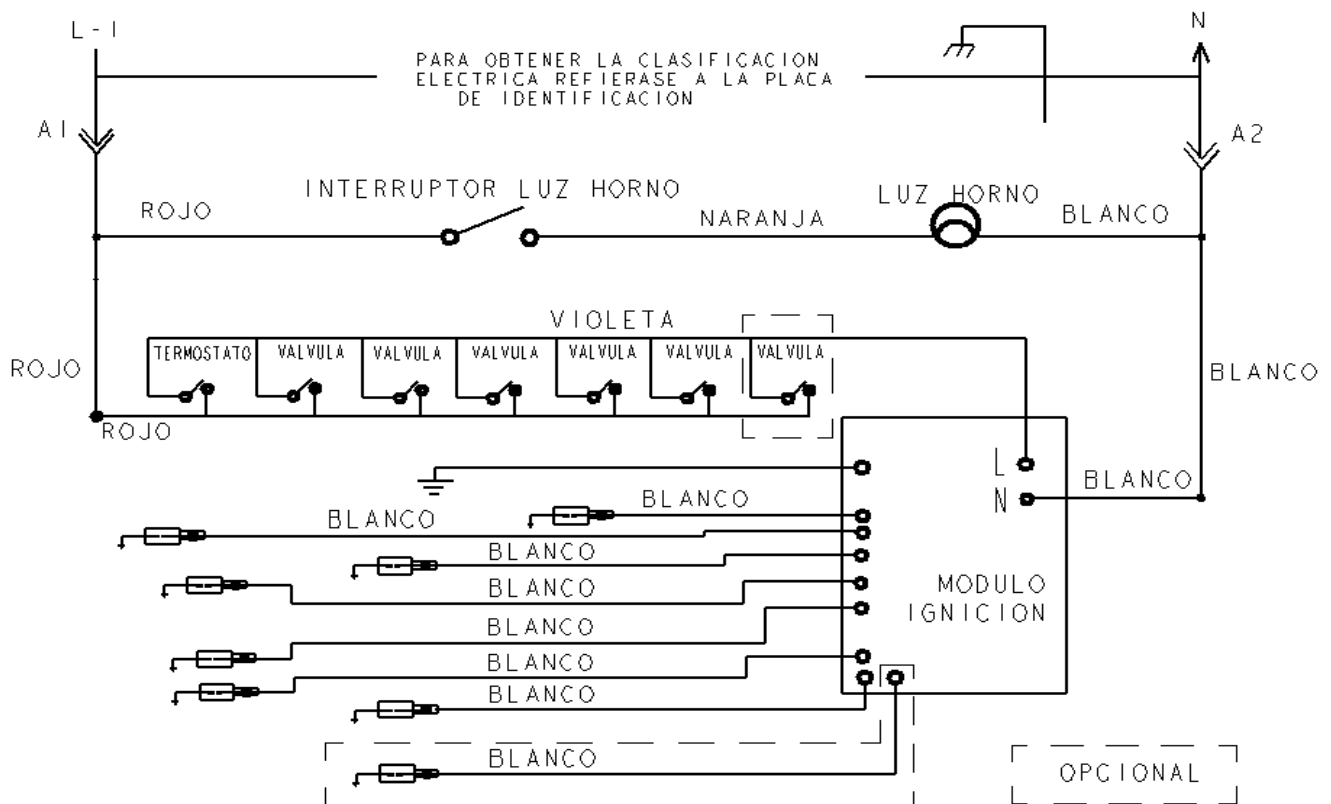 L-1
N
PARA OBTENER LA CLASIFICACION
ELECTRICA REFIERASE A LA PLACA
DE IDENTIFICACION
A1
A2
INTERRUPTOR LUZ HORNO
LUZ HORNO
ROJO
NARANJA
BLANCO
VIOLETA
TERMOSTATO
VALVULA
VALVULA
VALVULA
VALVULA
VALVULA
VALVULA
ROJO
BLANCO
ROJO
L
BLANCO
N
BLANCO
BLANCO
BLANCO
BLANCO
MODULO
IGNICION
BLANCO
BLANCO
BLANCO
BLANCO
OPCIONAL